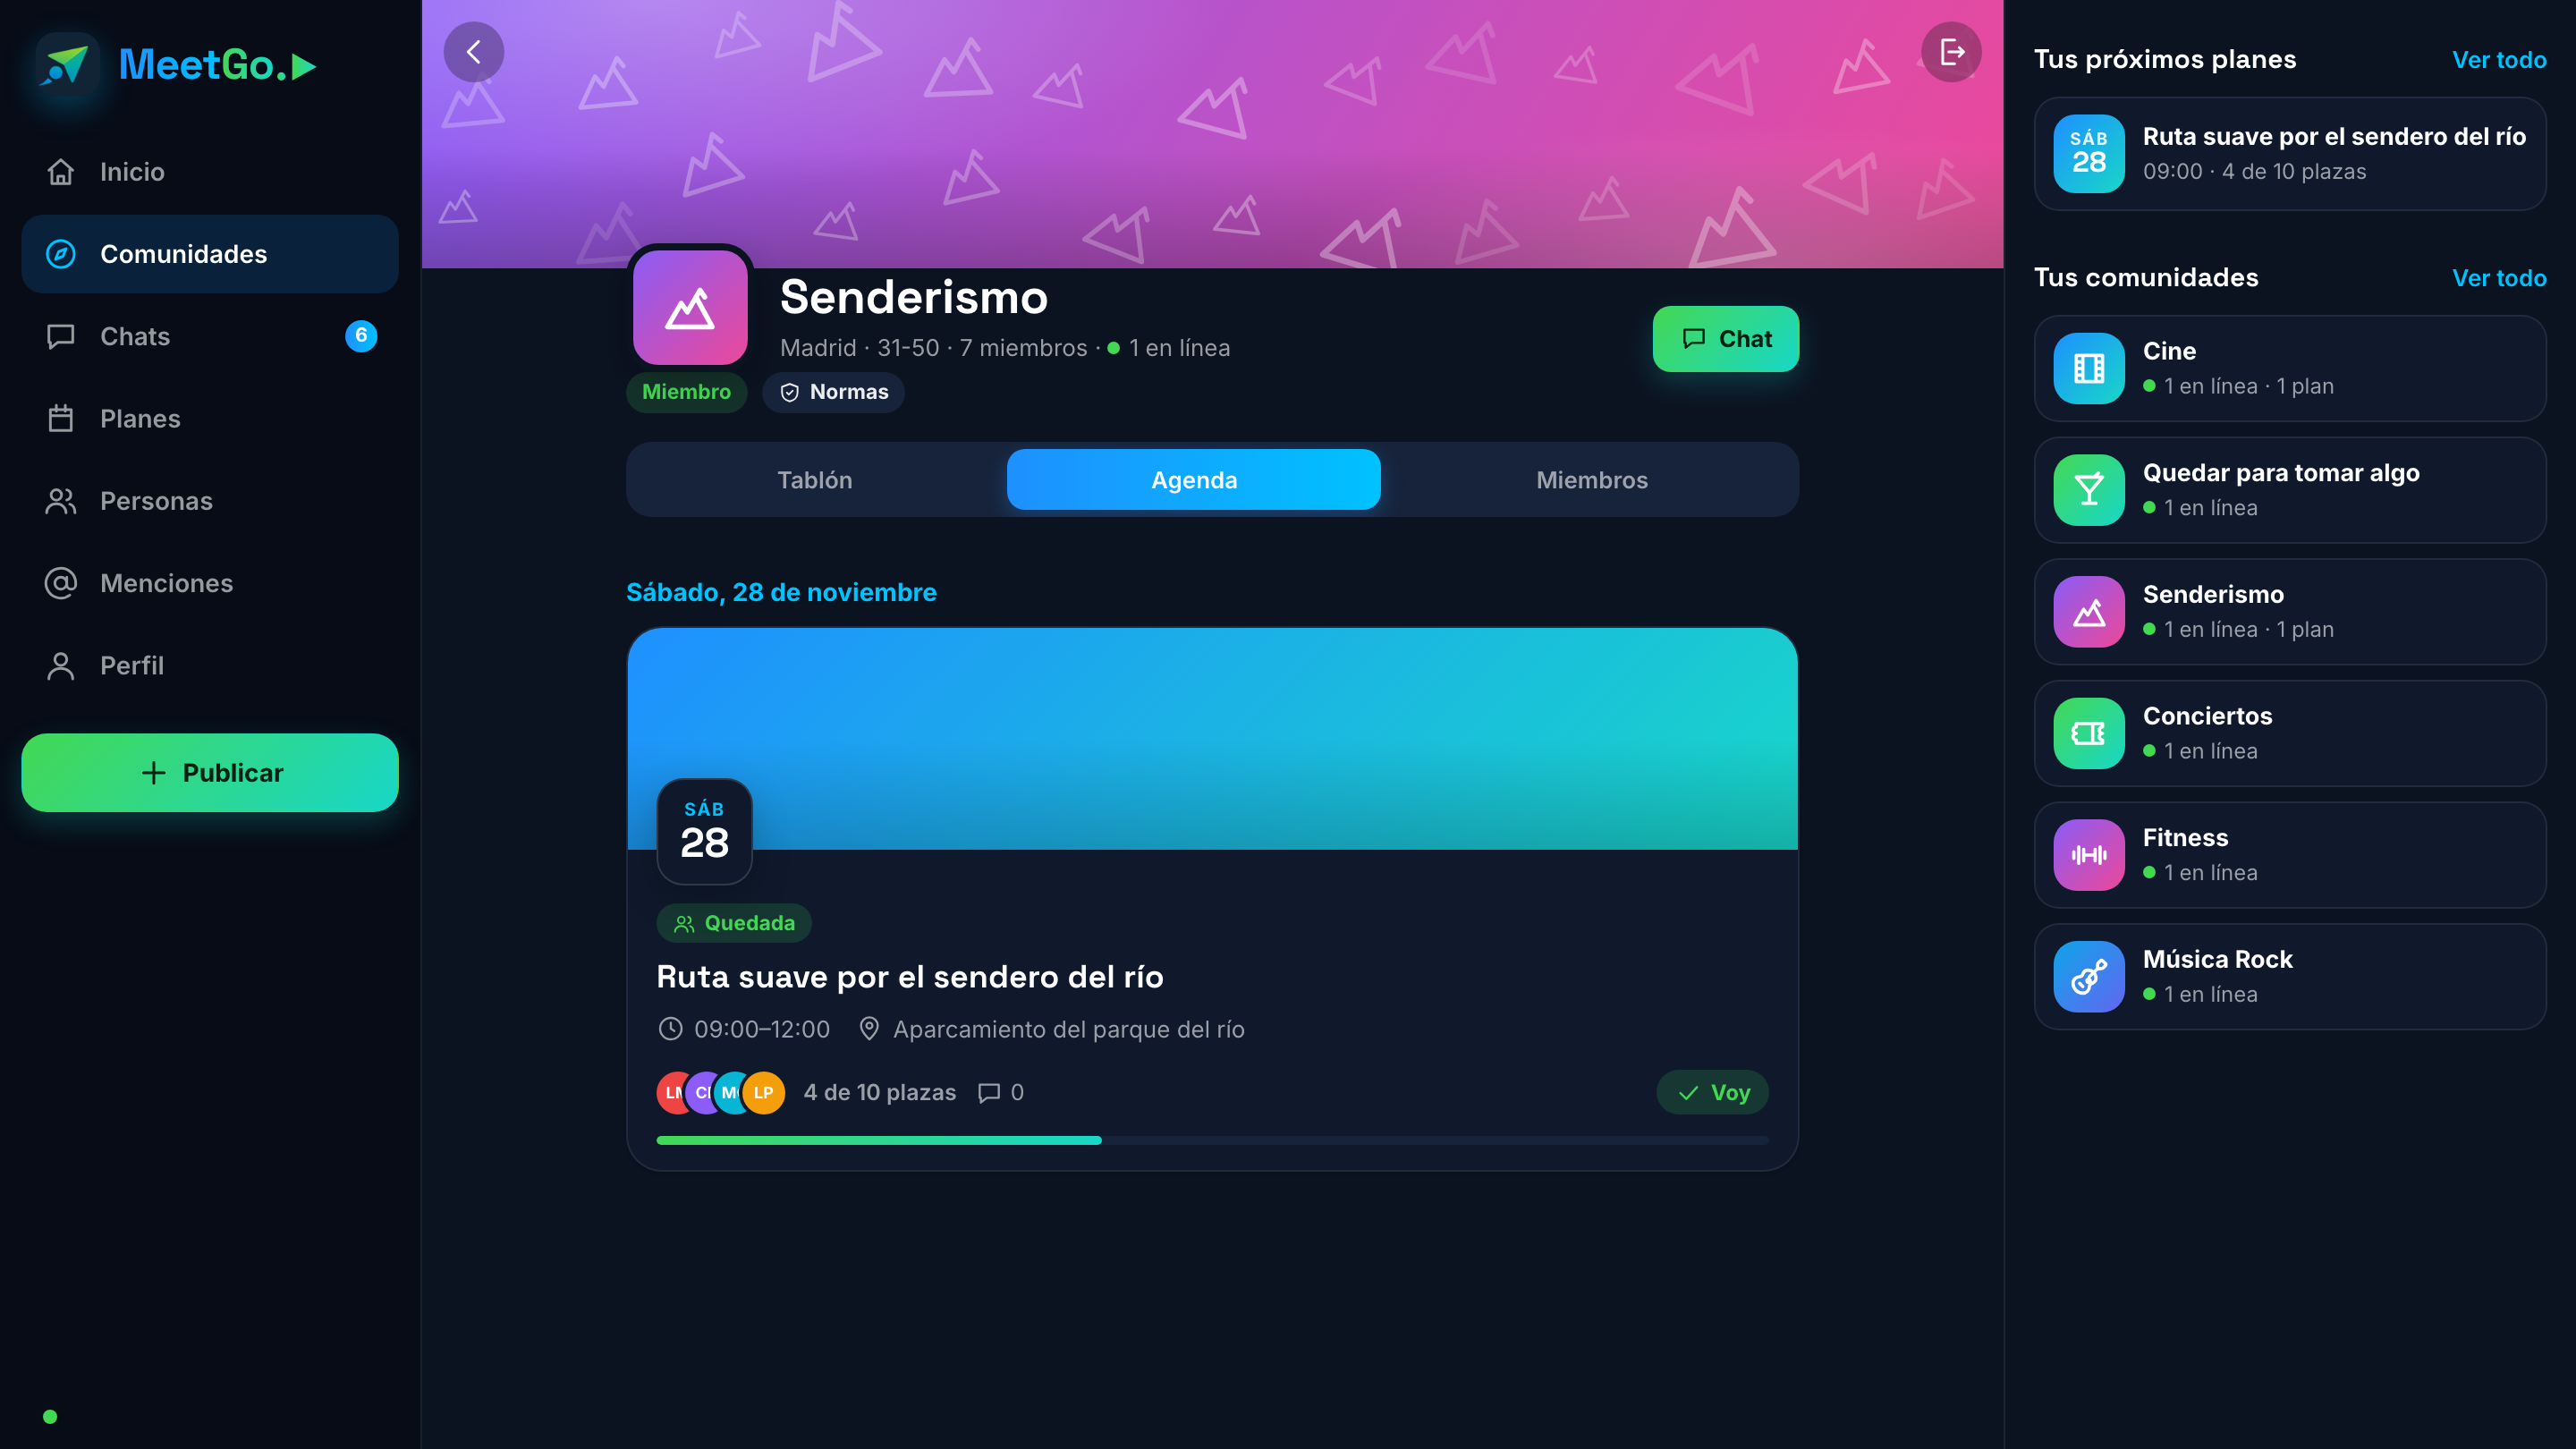 MeetGo.
Inicio
Comunidades
Chats
6
Planes
Personas
Menciones
Perfil
Publicar
Senderismo
Madrid · 31-50 · 7 miembros · 1 en línea
Chat
Miembro
Normas
Tablón
Agenda
Miembros
Sábado, 28 de noviembre
SÁB
28
Quedada
Ruta suave por el sendero del río
09:00–12:00
Aparcamiento del parque del río
LP
4 de 10 plazas
0
Voy
Tus próximos planes
Ver todo
SÁB
28
Ruta suave por el sendero del río
09:00 · 4 de 10 plazas
Tus comunidades
Ver todo
Cine
1 en línea · 1 plan
Quedar para tomar algo
1 en línea
Senderismo
1 en línea · 1 plan
Conciertos
1 en línea
Fitness
1 en línea
Música Rock
1 en línea